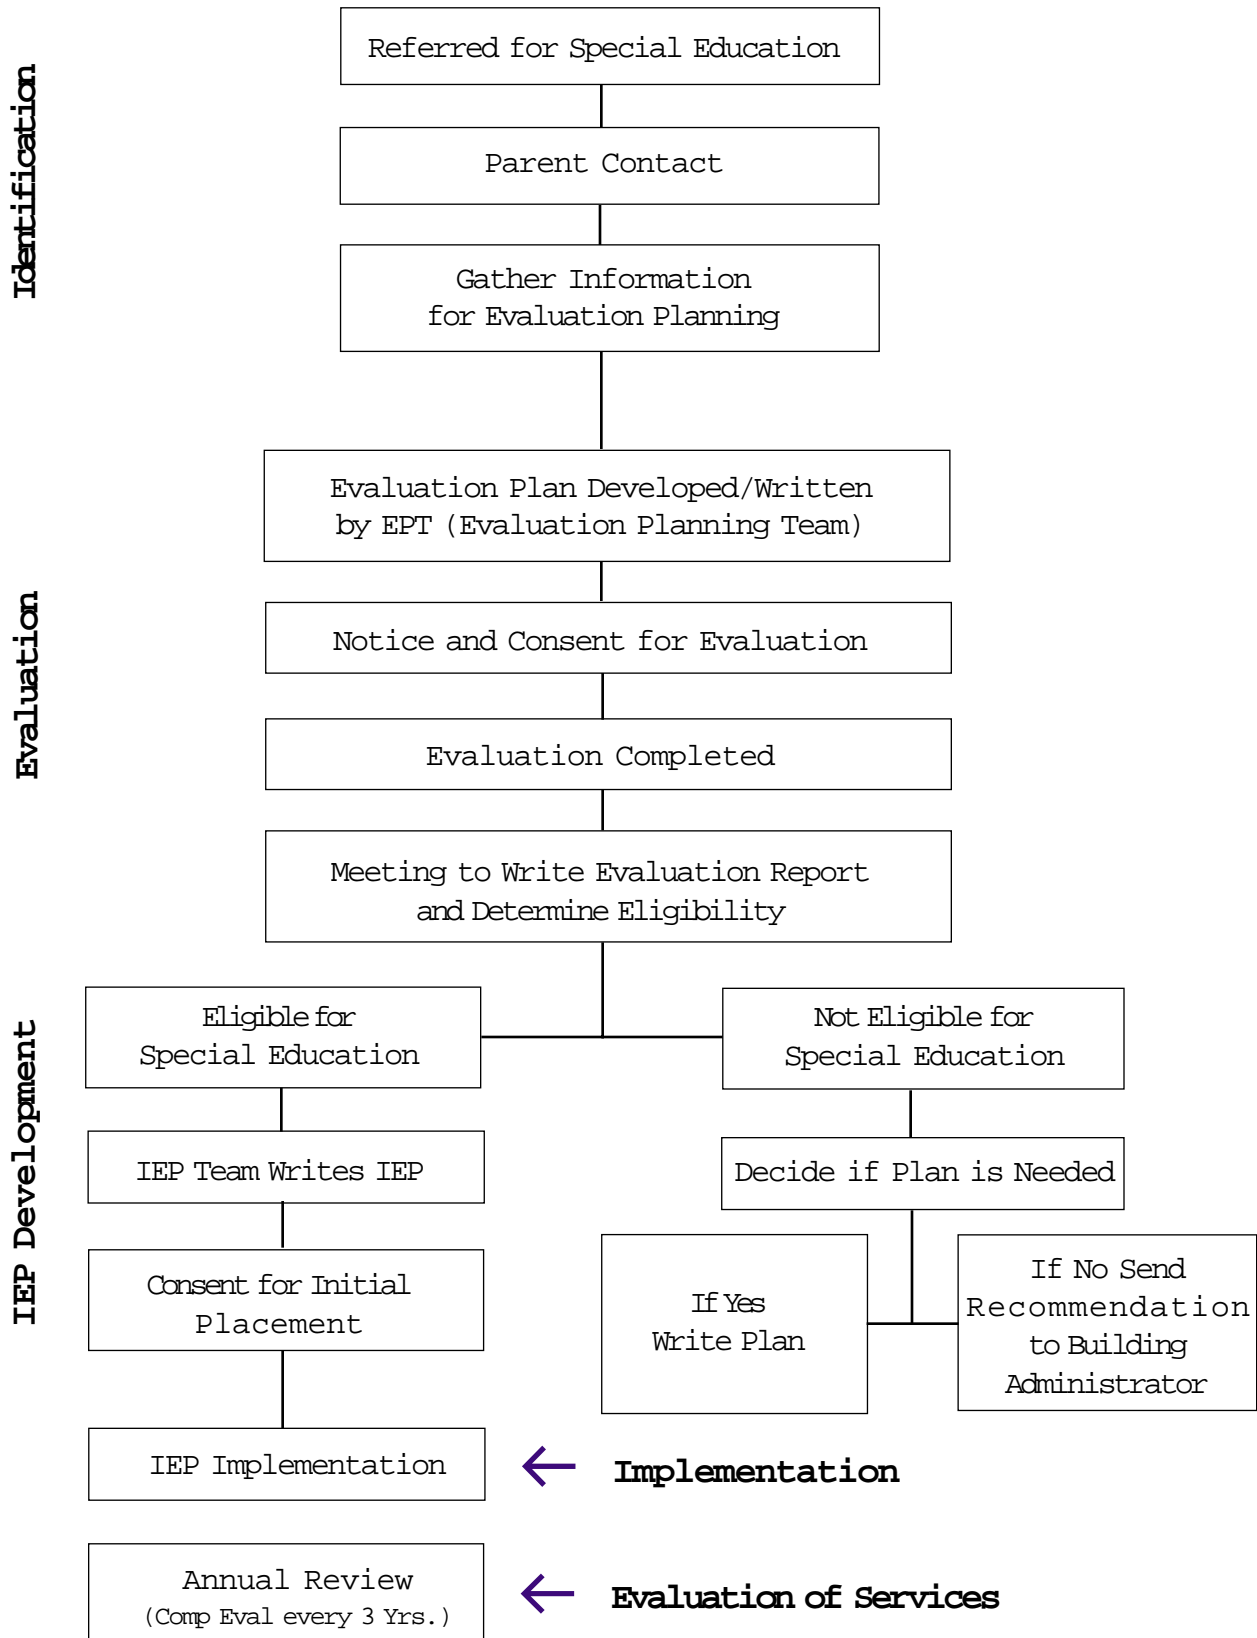 Identification
Referred for Special Education
Parent Contact
Gather Information
for Evaluation Planning
Evaluation
Evaluation Plan Developed/Written
by EPT (Evaluation Planning Team)
Notice and Consent for Evaluation
Evaluation Completed
Meeting to Write Evaluation Report
and Determine Eligibility
IEP Development
Eligible for
Special Education
IEP Team Writes IEP
Consent for Initial
Placement
Not Eligible for
Special Education
Decide if Plan is Needed
If Yes
Write Plan
If No Send
Recommendation
to Building
Administrator
IEP Implementation
Implementation
Annual Review
(Comp Eval every 3 Yrs.)
Evaluation of Services